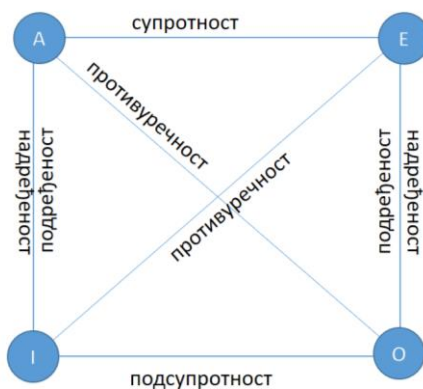 A
супротност
E
противуречност
противуречност
надређеност
подређеност
подређеност
надређеност
I
подсупротност
O